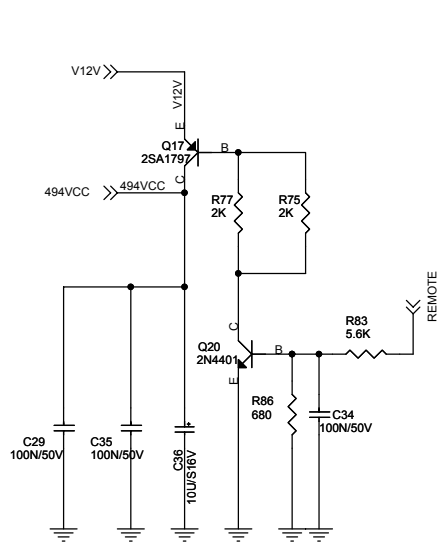 V12V
V12V
E
Q17
2SA1797
B
C
494VCC
494VCC
R77
2K
R75
2K
REMOTE
C
R83
5.6K
Q20
2N4401
B
E
R86
680
C34
100N/50V
C29
100N/50V
C35
100N/50V
C36
10U/S16V
+